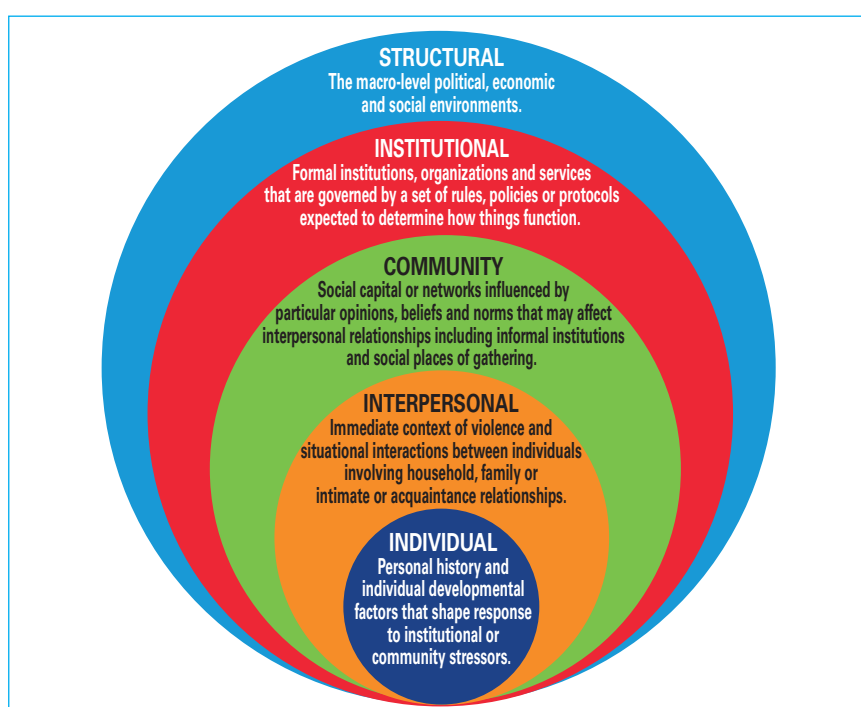 STRUCTURAL
The macro-level political, economic
and social environments.
INSTITUTIONAL
Formal institutions, organizations and services
that are governed by a set of rules, policies or protocols
expected to determine how things function.
COMMUNITY
Social capital or networks influenced by
particular opinions, beliefs and norms that may affect
interpersonal relationships including informal institutions
and social places of gathering.
INTERPERSONAL
Immediate context of violence and
situational interactions between individuals
involving household, family or
intimate or acquaintance relationships.
INDIVIDUAL
Personal history and
individual developmental
factors that shape response
to institutional or
community stressors.